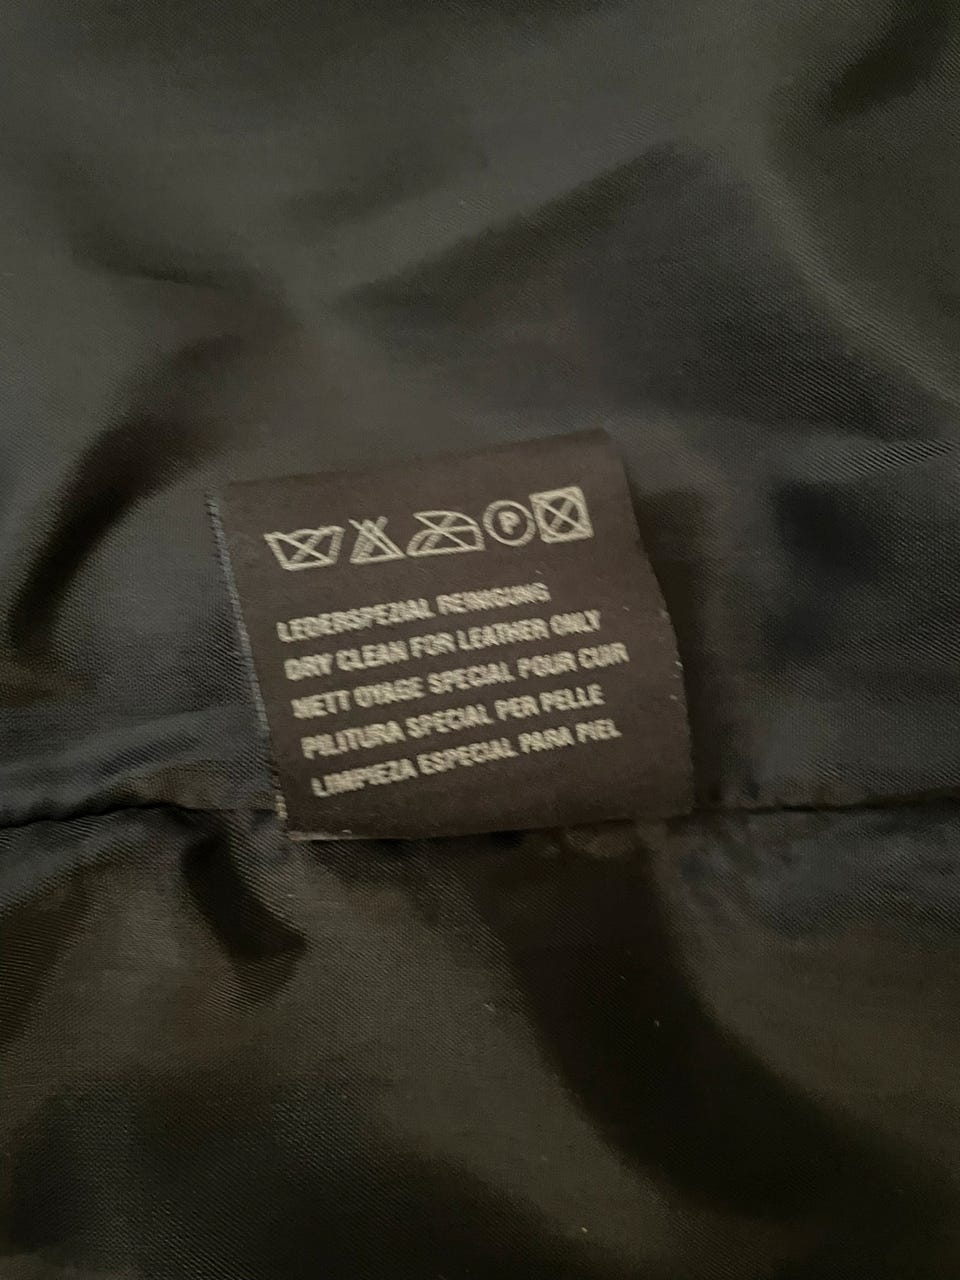 P
LEDERSPEZIAL REINIGUNG
DRY CLEAN FOR LEATHER ONLY
NETT OYAGE SPECIAL POUR CUIR
PULITURA SPECIAL PER PELLE
LIMPIEZA ESPECIAL PARA PIEL